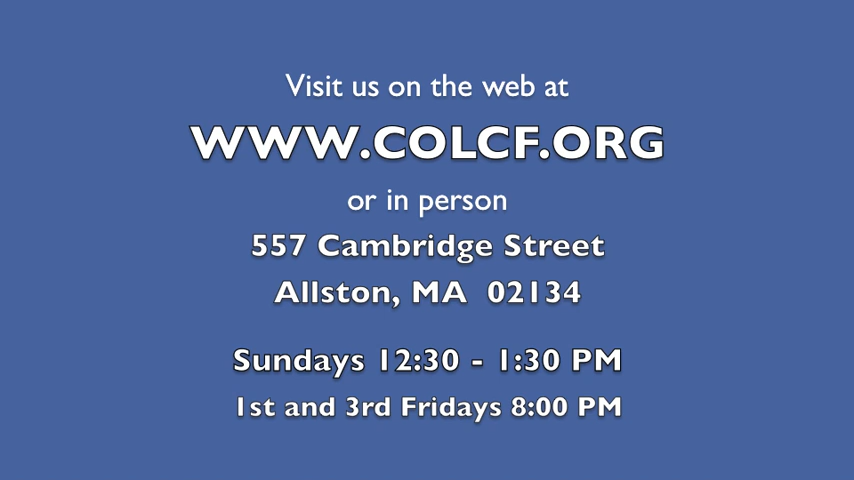 Visit us on the web at
WWW.COLCF.ORG
or in person
557 Cambridge Street
Allston, MA  02134
Sundays 12:30 - 1:30 PM
1st and 3rd Fridays 8:00 PM